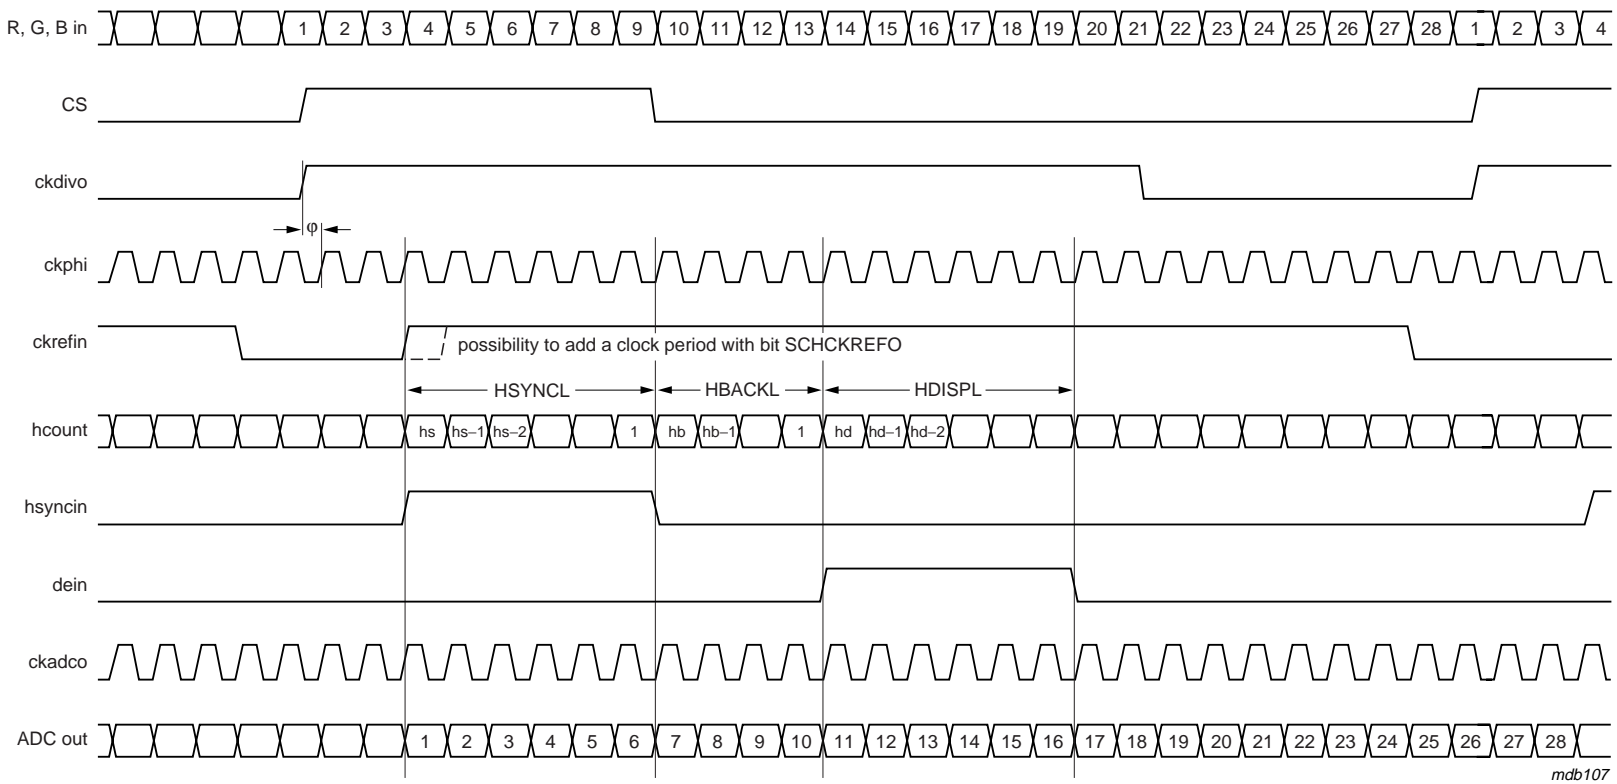 R, G, B in 1 2 3 4 5 6 7 8 9 10 11 12 13 14 15 16 17 18 19 20 21 22 23 24 25 26 27 28 1 2 3 4
CS
ckdivo
φ
ckphi
ckrefin
possibility to add a clock period with bit SCHCKREFO
HSYNCL HBACKL HDISPL
hcount hs hs−1 hs−2 1 hb hb−1 1 hd hd−1 hd−2
hsyncin
dein
ckadco
ADC out 1 2 3 4 5 6 7 8 9 10 11 12 13 14 15 16 17 18 19 20 21 22 23 24 25 26 27 28
mdb107